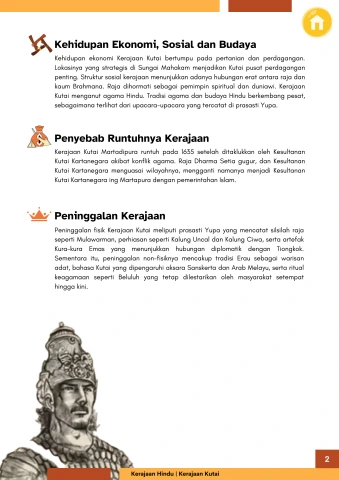 Kehidupan Ekonomi, Sosial dan Budaya
Kehidupan ekonomi Kerajaan Kutai bertumpu pada pertanian dan perdagangan.
Lokasinya yang strategis di Sungai Mahakam menjadikan Kutai pusat perdagangan
penting. Struktur sosial kerajaan menunjukkan adanya hubungan erat antara raja dan
kaum Brahmana. Raja dihormati sebagai pemimpin spiritual dan duniawi. Kerajaan
Kutai menganut agama Hindu. Tradisi agama dan budaya Hindu berkembang pesat,
sebagaimana terlihat dari upacara-upacara yang tercatat di prasasti Yupa.
Penyebab Runtuhnya Kerajaan
Kerajaan Kutai Martadipura runtuh pada 1635 setelah ditaklukkan oleh Kesultanan
Kutai Kartanegara akibat konflik agama. Raja Dharma Setia gugur, dan Kesultanan
Kutai Kartanegara menguasai wilayahnya, mengganti namanya menjadi Kesultanan
Kutai Kartanegara ing Martapura dengan pemerintahan Islam.
Peninggalan Kerajaan
Peninggalan fisik Kerajaan Kutai meliputi prasasti Yupa yang mencatat silsilah raja
seperti Mulawarman, perhiasan seperti Kalung Uncal dan Kalung Ciwa, serta artefak
Kura-kura Emas yang menunjukkan hubungan diplomatik dengan Tiongkok.
Sementara itu, peninggalan non-fisiknya mencakup tradisi Erau sebagai warisan
adat, bahasa Kutai yang dipengaruhi aksara Sanskerta dan Arab Melayu, serta ritual
keagamaan seperti Beluluh yang tetap dilestarikan oleh masyarakat setempat
hingga kini.
2
Kerajaan Hindu | Kerajaan Kutai